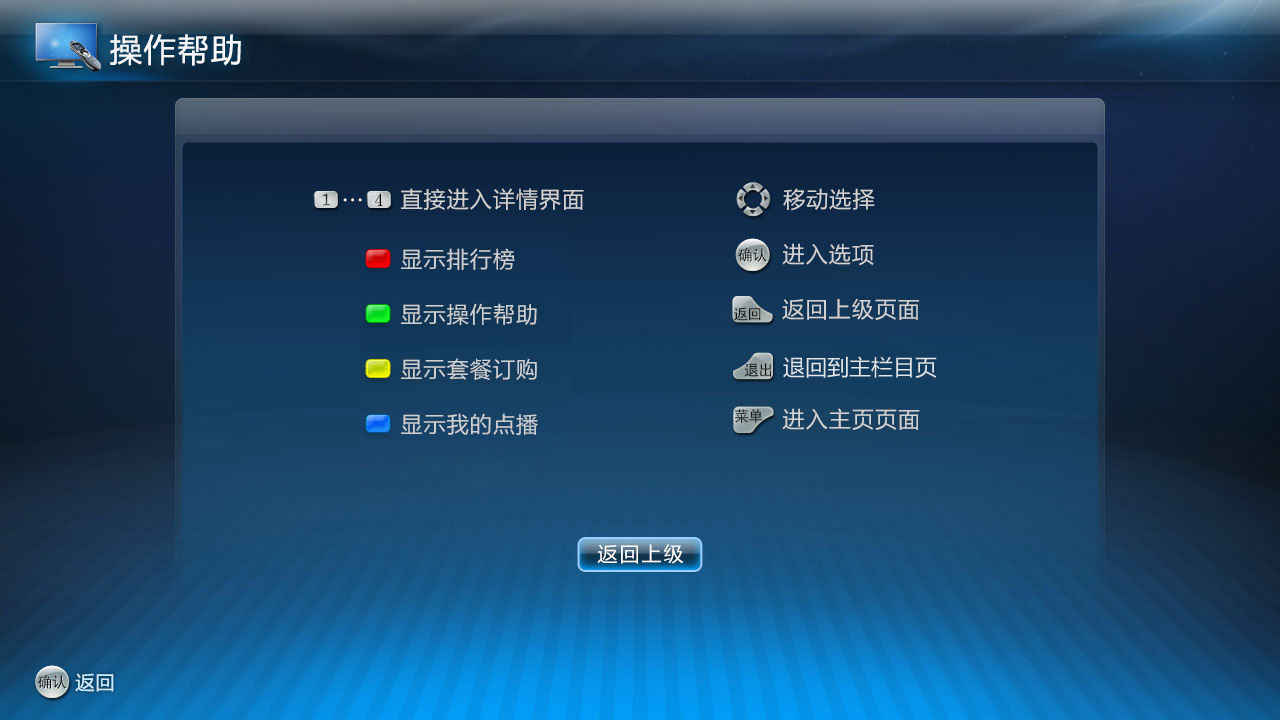 操作帮助
1···4 直接进入详情界面
显示排行榜
显示操作帮助
显示套餐订购
显示我的点播
移动选择
确认 进入选项
返回 返回上级页面
退出 退回到主栏目页
菜单 进入主页页面
返回上级
确认 返回